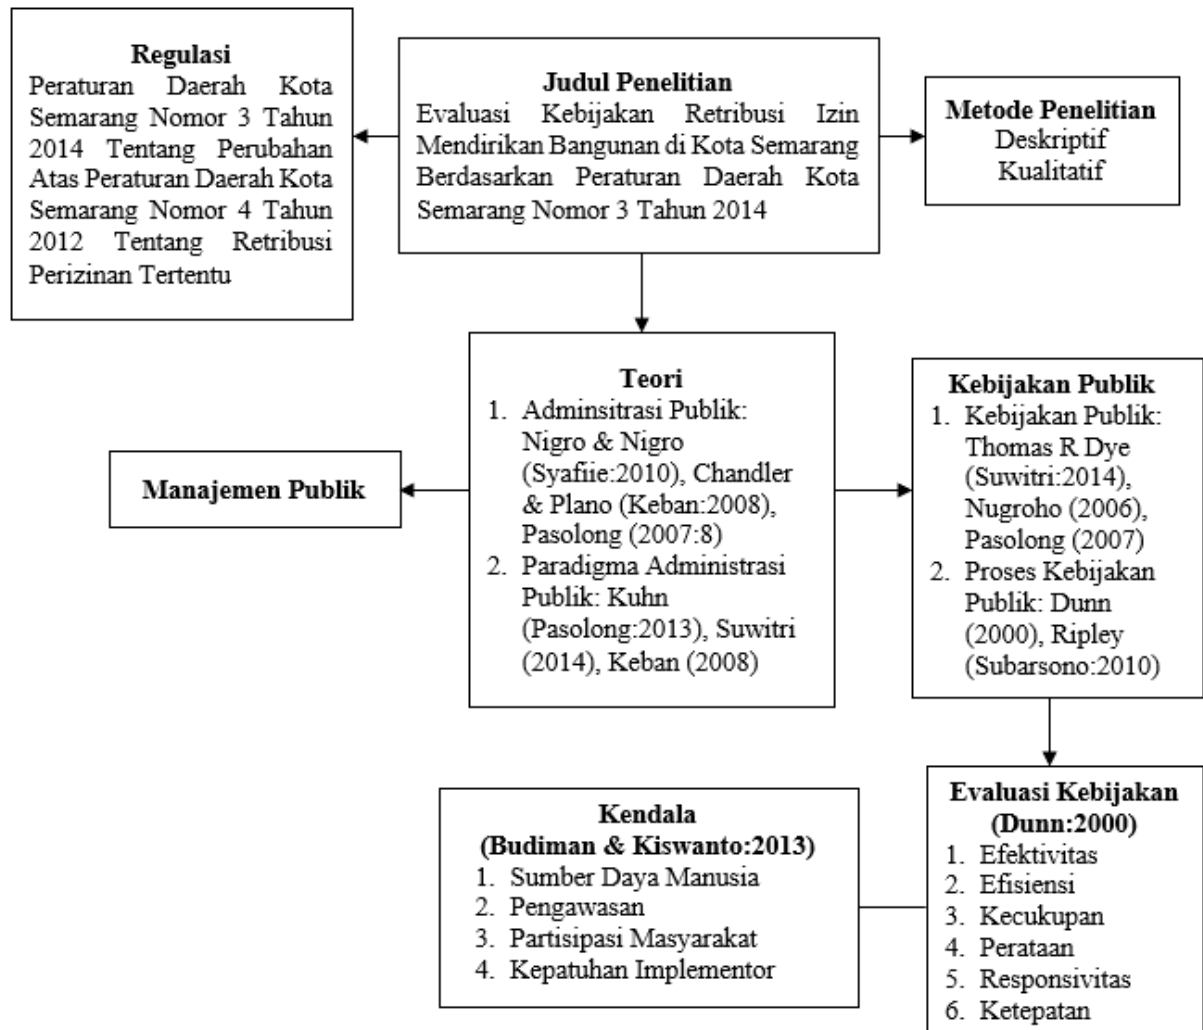 Regulasi
Peraturan Daerah Kota
Semarang Nomor 3 Tahun
2014 Tentang Perubahan
Atas Peraturan Daerah Kota
Semarang Nomor 4 Tahun
2012 Tentang Retribusi
Perizinan Tertentu
Judul Penelitian
Evaluasi Kebijakan Retribusi Izin
Mendirikan Bangunan di Kota Semarang
Berdasarkan Peraturan Daerah Kota
Semarang Nomor 3 Tahun 2014
Metode Penelitian
Deskriptif
Kualitatif
Manajemen Publik
Teori
1. Adminsitrasi Publik:
Nigro & Nigro
(Syafiie:2010), Chandler
& Plano (Keban:2008),
Pasolong (2007:8)
2. Paradigma Administrasi
Publik: Kuhn
(Pasolong:2013), Suwitri
(2014), Keban (2008)
Kebijakan Publik
1. Kebijakan Publik:
Thomas R Dye
(Suwitri:2014),
Nugroho (2006),
Pasolong (2007)
2. Proses Kebijakan
Publik: Dunn
(2000), Ripley
(Subarsono:2010)
Kendala
(Budiman & Kiswanto:2013)
1. Sumber Daya Manusia
2. Pengawasan
3. Partisipasi Masyarakat
4. Kepatuhan Implementor
Evaluasi Kebijakan
(Dunn:2000)
1. Efektivitas
2. Efisiensi
3. Kecukupan
4. Perataan
5. Responsivitas
6. Ketepatan